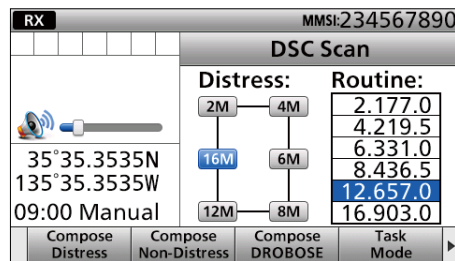 RX
MMSI:234567890
DSC Scan
Distress:
2M 4M
16M 6M
12M 8M
Routine:
2.177.0
4.219.5
6.331.0
8.436.5
12.657.0
16.903.0
35°35.3535N
135°35.3535W
09:00 Manual
Compose Distress
Compose Non-Distress
Compose DROBOSE
Task Mode